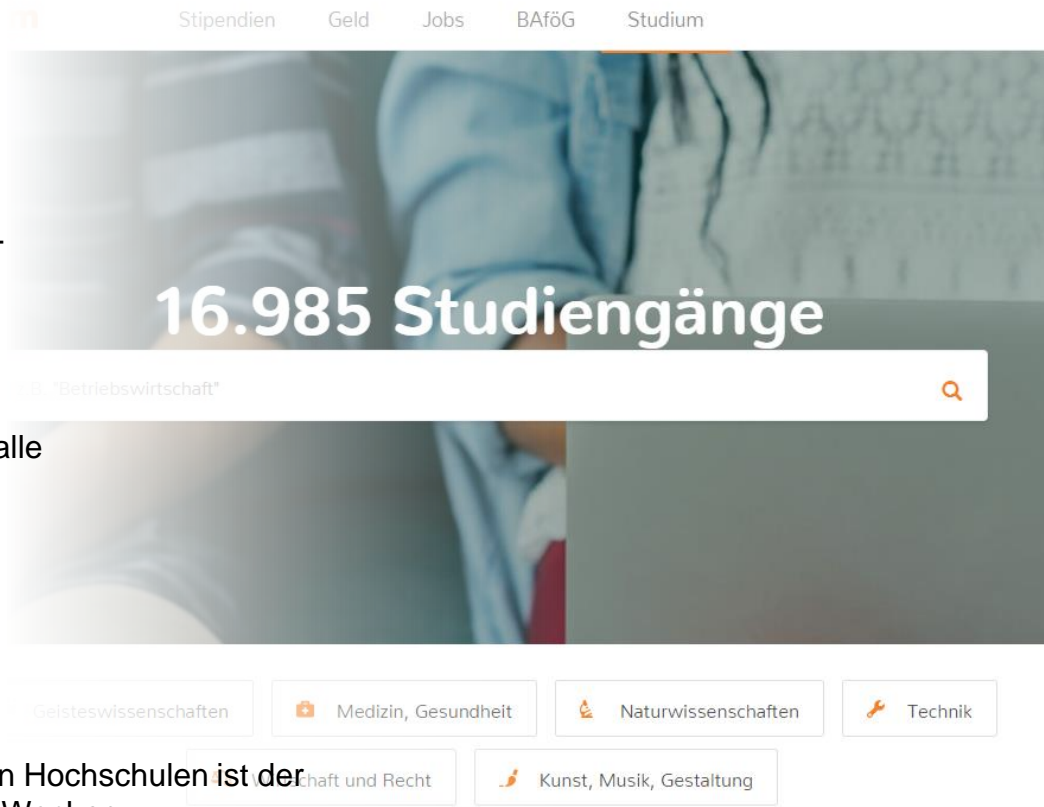 Stipendien Geld Jobs BAföG Studium
16.985 Studiengänge
"Betriebswirtschaft"
alle
Geisteswissenschaften Medizin, Gesundheit Naturwissenschaften Technik
n Hochschulen ist der
und Recht Kunst, Musik, Gestaltung